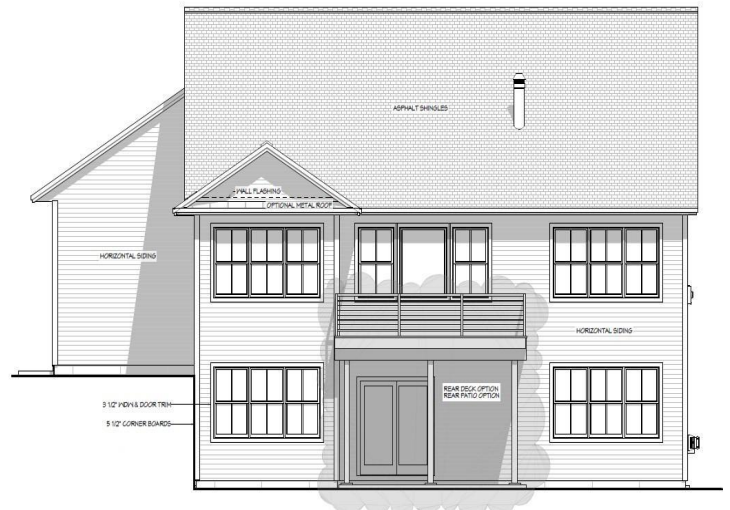 ASPHALT SHINGLES
WALL FLASHING
OPTIONAL METAL ROOF
HORIZONTAL SIDING
HORIZONTAL SIDING
REAR DECK OPTION
REAR PATIO OPTION
3 1/2" WDW & DOOR TRIM
5 1/2" CORNER BOARDS